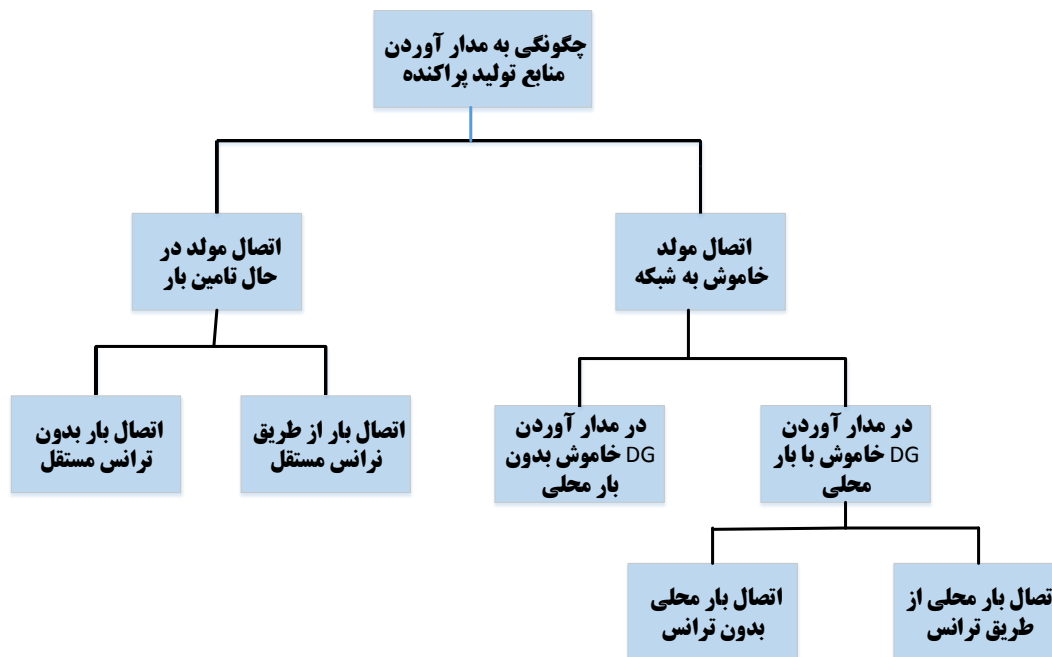 چگونگی به مدار آوردن
منابع تولید پراکنده
اتصال مولد
خاموش به شبکه
اتصال مولد در
حال تامین بار
در مدار آوردن
DG خاموش با بار
محلی
در مدار آوردن
DG خاموش بدون
بار محلی
اتصال بار از طریق
نرانس مستقل
اتصال بار بدون
ترانس مستقل
تصال بار محلی از
طریق ترانس
اتصال بار محلی
بدون ترانس